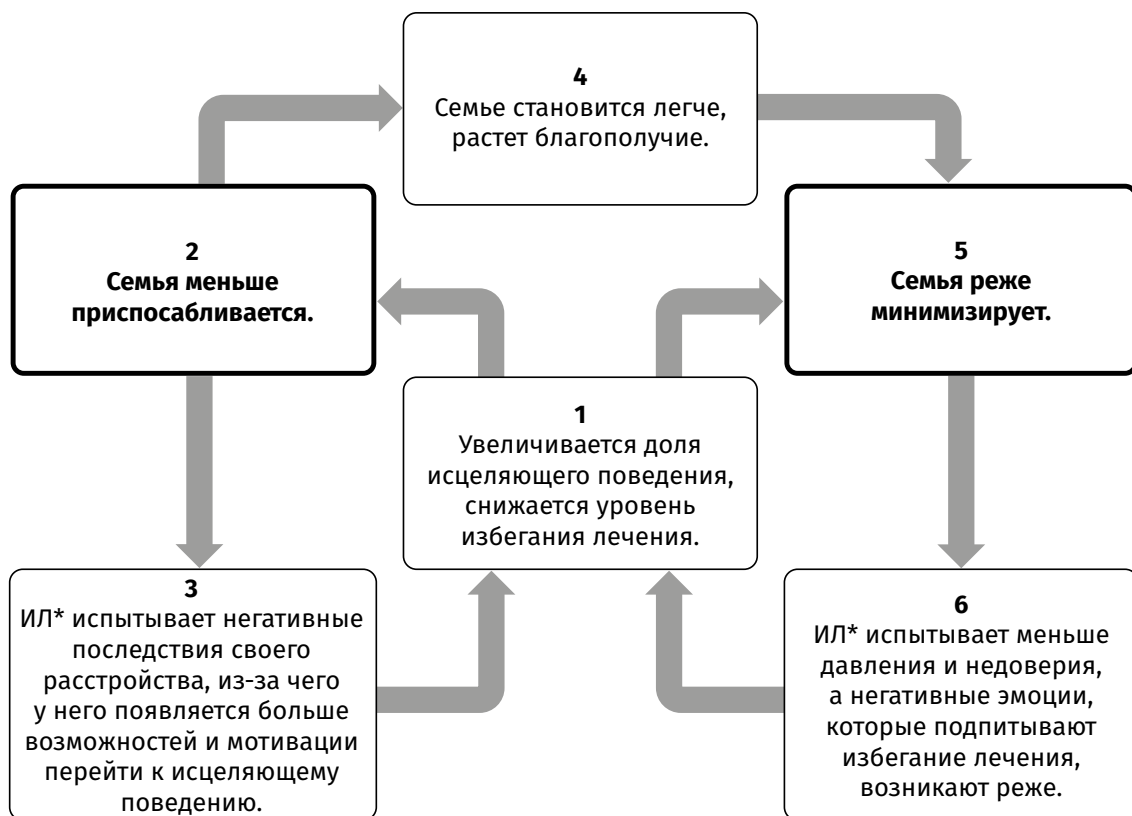 4
Семье становится легче,
растет благополучие.
2
Семья меньше
приспосабливается.
5
Семья реже
минимизирует.
1
Увеличивается доля
исцеляющего поведения,
снижается уровень
избегания лечения.
3
ИЛ* испытывает негативные
последствия своего
расстройства, из-за чего
у него появляется больше
возможностей и мотивации
перейти к исцеляющему
поведению.
6
ИЛ* испытывает меньше
давления и недоверия,
а негативные эмоции,
которые подпитывают
избегание лечения,
возникают реже.